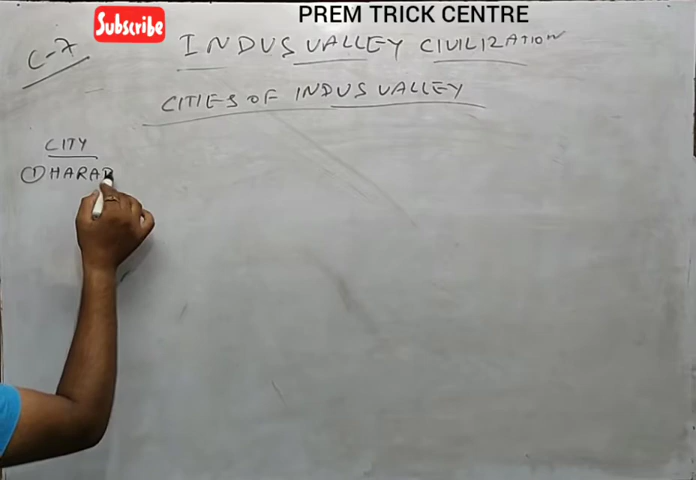 Subscribe
PREM TRICK CENTRE
C-7
INDUS VALLEY CIVILIZATION
CITIES OF INDUS VALLEY
CITY
① HARAP